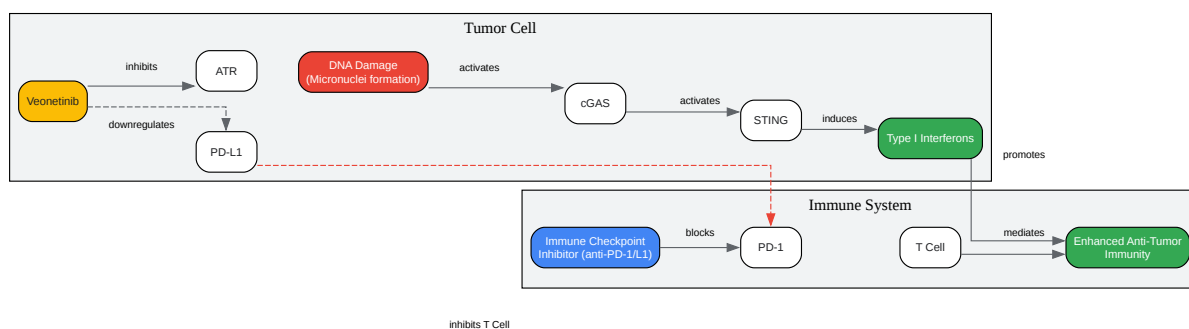 Tumor Cell
inhibits
ATR
Veonetinib
downregulates
PD-L1
DNA Damage
(Micronuclei formation)
activates
cGAS
activates
STING
induces
Type I Interferons
promotes
Immune System
Immune Checkpoint
Inhibitor (anti-PD-1/L1)
blocks
PD-1
T Cell
mediates
Enhanced Anti-Tumor
Immunity
inhibits T Cell